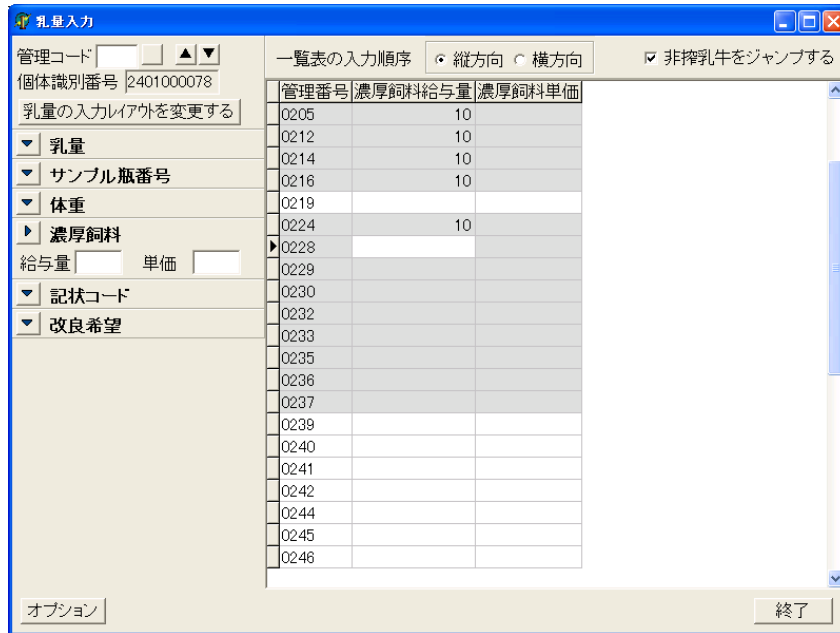 乳量入力
管理コード
個体識別番号 2401000078
乳量の入力レイアウトを変更する
乳量
サンプル瓶番号
体重
濃厚飼料
給与量 単価
記状コード
改良希望
オプション
一覧表の入力順序 縦方向 横方向 非搾乳牛をジャンプする
管理番号 濃厚飼料給与量 濃厚飼料単価
0205 10
0212 10
0214 10
0216 10
0219
0224 10
0228
0229
0230
0232
0233
0235
0236
0237
0239
0240
0241
0242
0244
0245
0246
終了